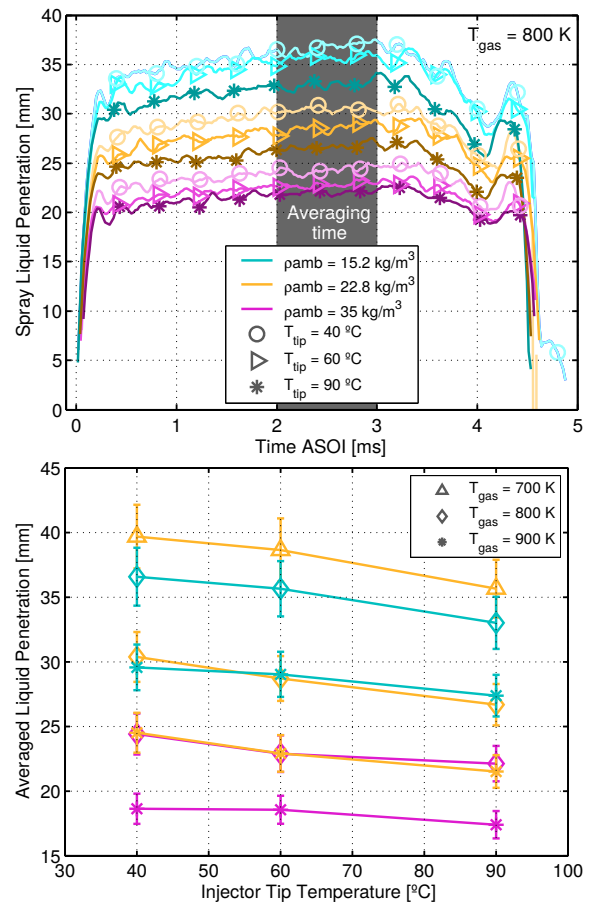 40
35
30
25
20
15
10
5
0
0
1
2
3
4
5
Spray Liquid Penetration [mm]
Time ASOI [ms]
T_gas = 800 K
Averaging
time
ρamb = 15.2 kg/m³
ρamb = 22.8 kg/m³
ρamb = 35 kg/m³
T_tip = 40 ºC
T_tip = 60 ºC
T_tip = 90 ºC
45
40
35
30
25
20
15
30
40
50
60
70
80
90
100
Averaged Liquid Penetration [mm]
Injector Tip Temperature [ºC]
T_gas = 700 K
T_gas = 800 K
T_gas = 900 K